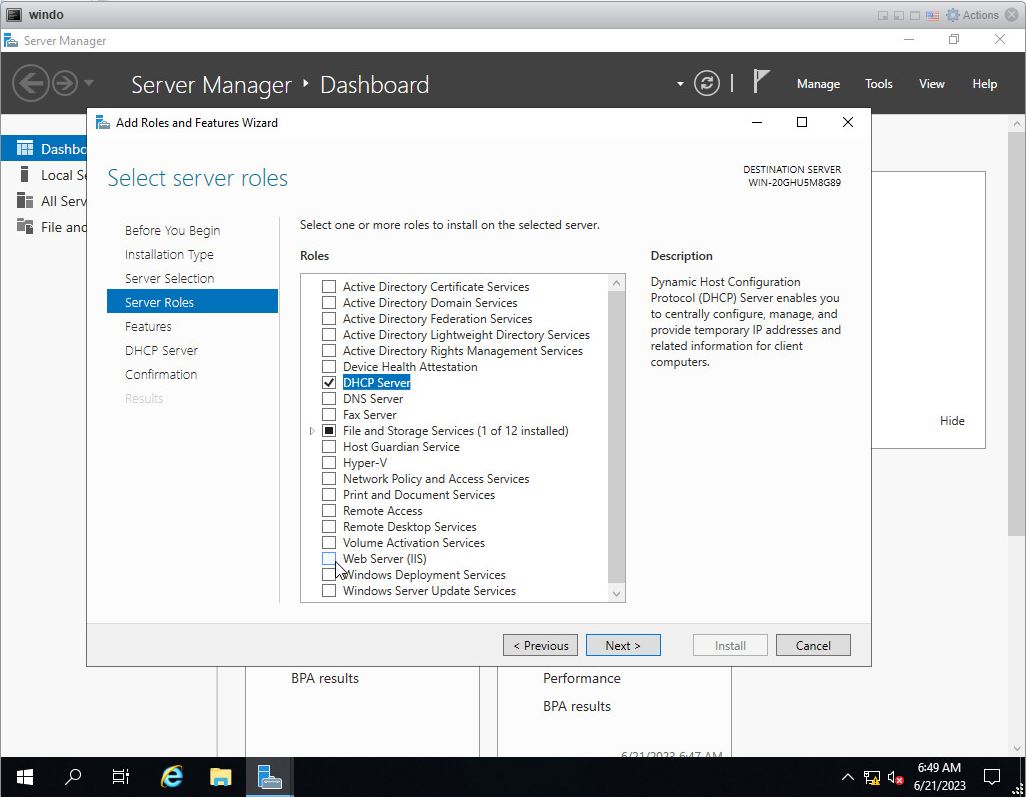 windo
Actions
Server Manager
Server Manager
Dashboard
Manage
Tools
View
Help
Add Roles and Features Wizard
Dashbo
Local Se
All Serv
File and
Select server roles
DESTINATION SERVER
WIN-20GHU5M8G89
Before You Begin
Installation Type
Server Selection
Server Roles
Features
DHCP Server
Confirmation
Results
Select one or more roles to install on the selected server.
Roles
Active Directory Certificate Services
Active Directory Domain Services
Active Directory Federation Services
Active Directory Lightweight Directory Services
Active Directory Rights Management Services
Device Health Attestation
DHCP Server
DNS Server
Fax Server
File and Storage Services (1 of 12 installed)
Host Guardian Service
Hyper-V
Network Policy and Access Services
Print and Document Services
Remote Access
Remote Desktop Services
Volume Activation Services
Web Server (IIS)
Windows Deployment Services
Windows Server Update Services
Description
Dynamic Host Configuration
Protocol (DHCP) Server enables you
to centrally configure, manage, and
provide temporary IP addresses and
related information for client
computers.
Hide
< Previous
Next >
Install
Cancel
BPA results
Performance
BPA results
6/21/2023 6:47 AM
6:49 AM
6/21/2023